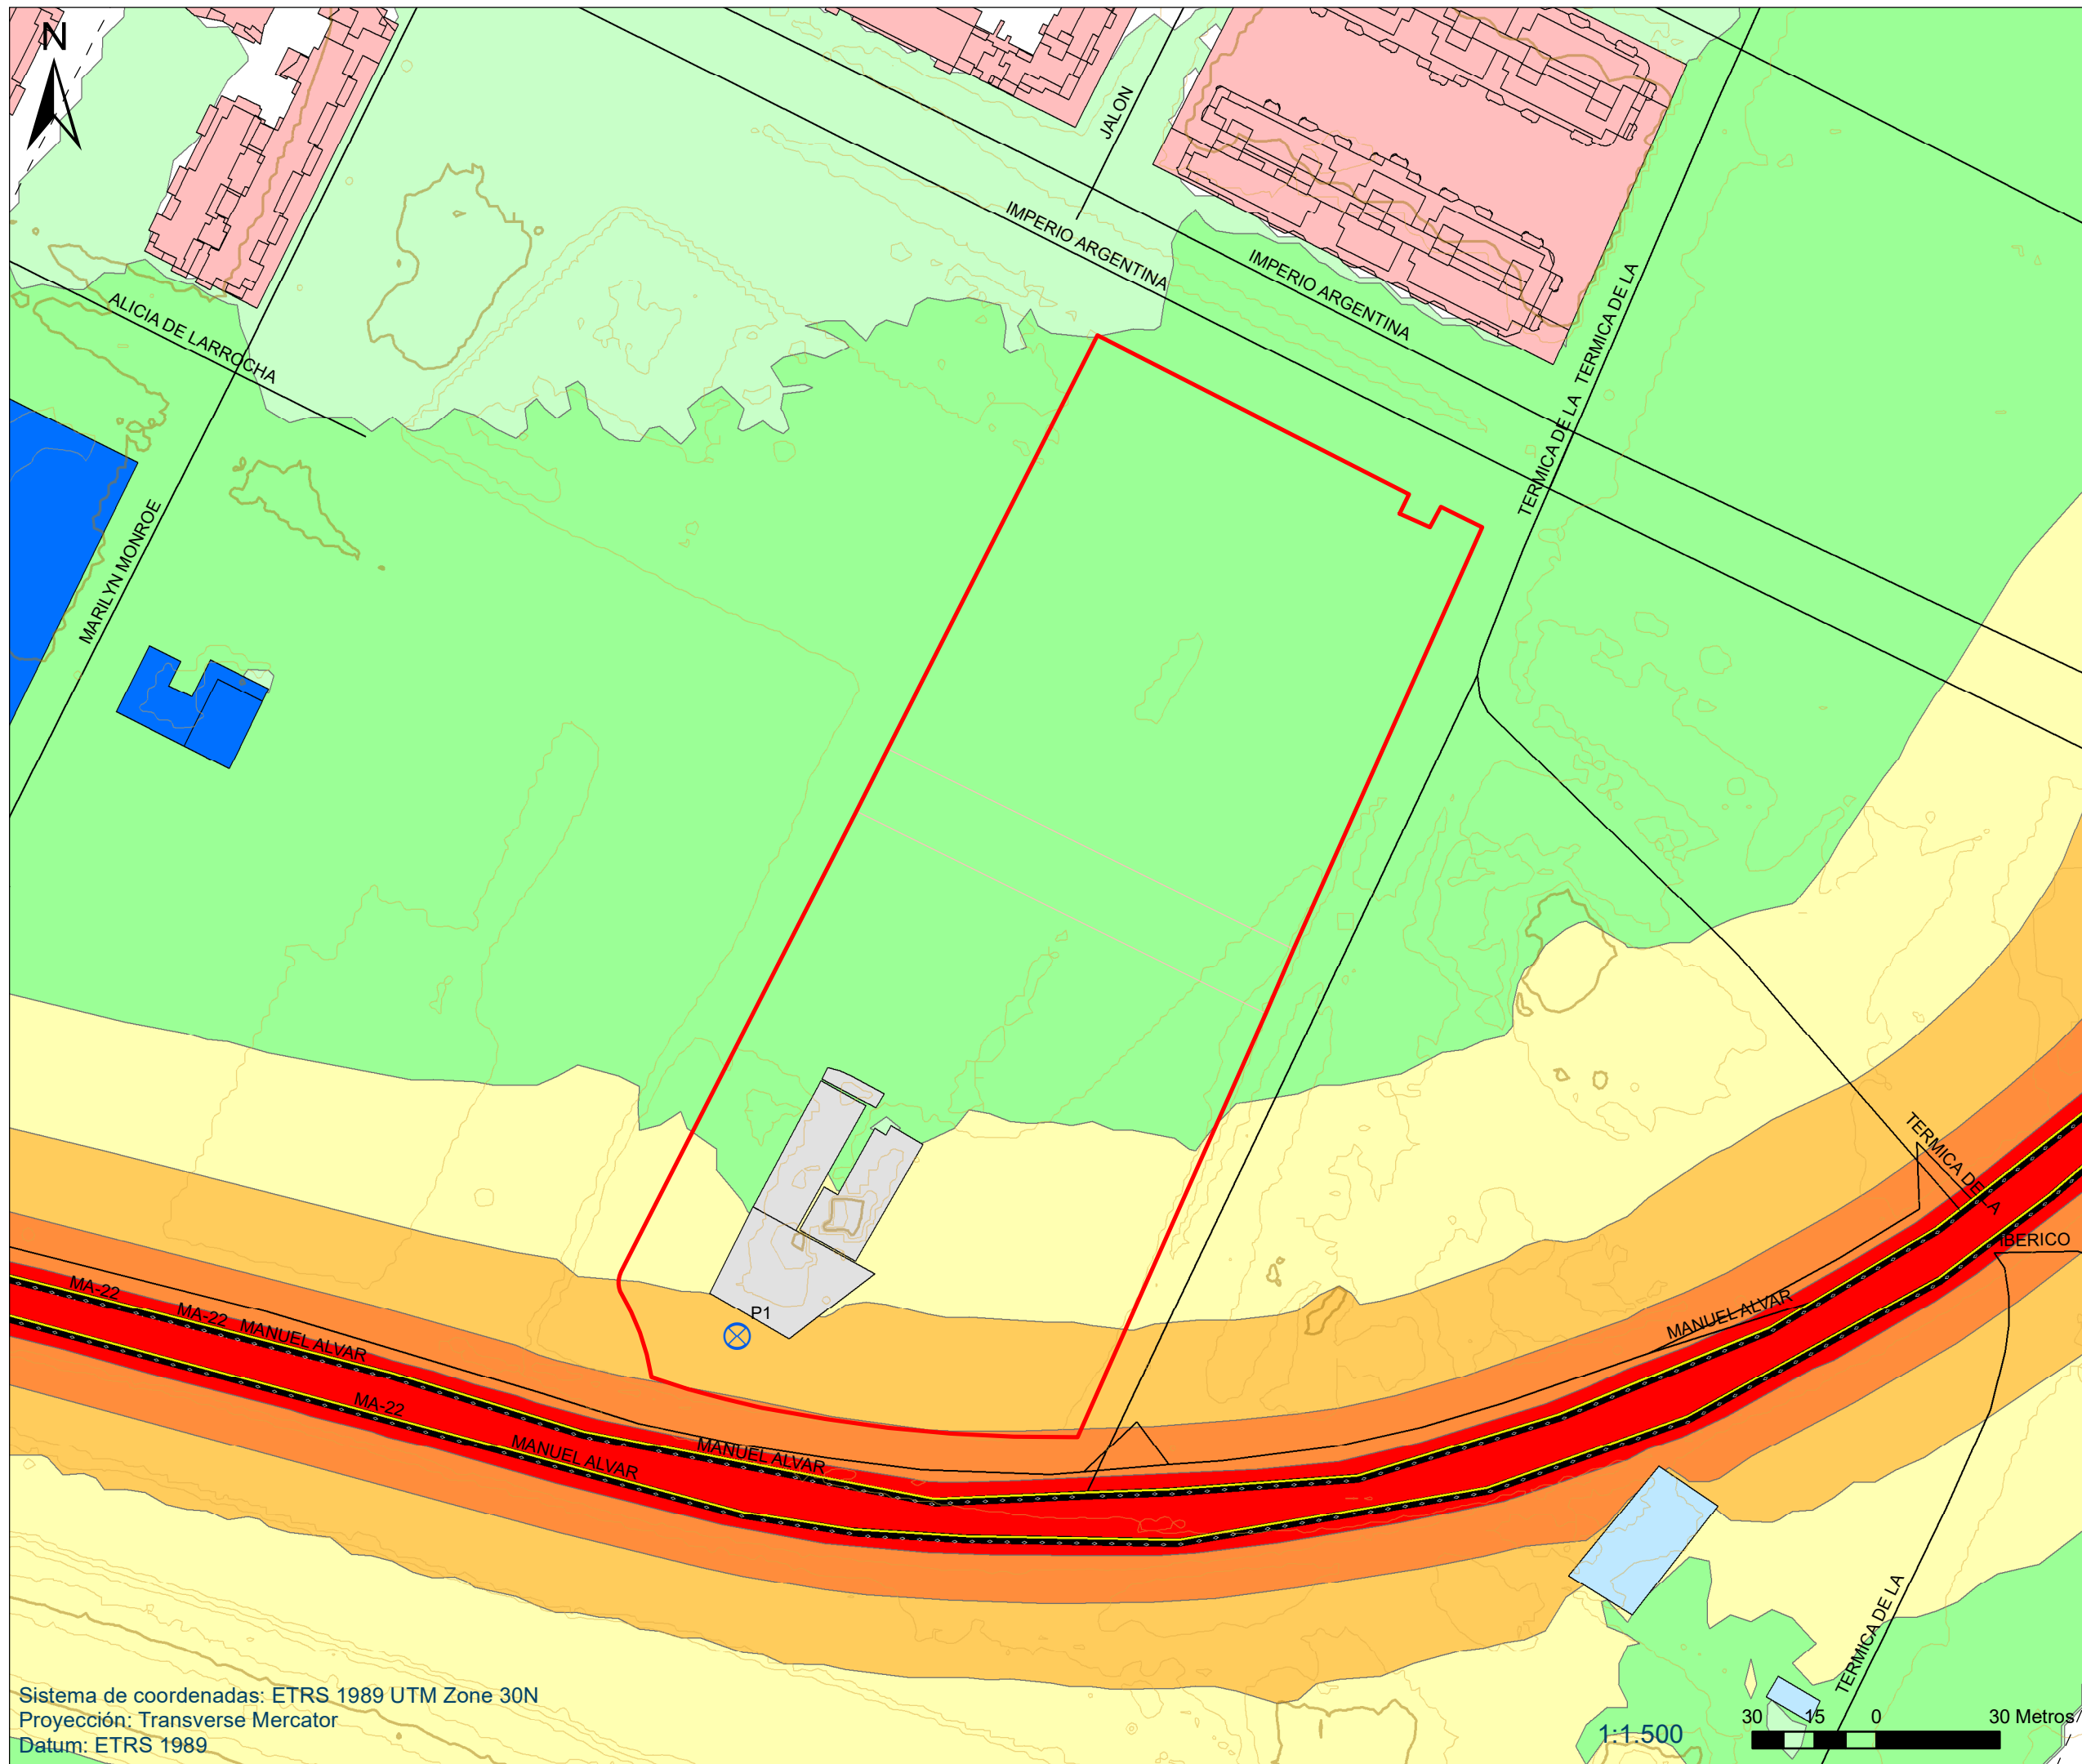 N
JALON
IMPERIO ARGENTINA
IMPERIO ARGENTINA
TERMICA DE LA
TERMICA DE LA
ALICIA DE LARROCHA
MARILYN MONROE
TERMICA DE LA
IBERICO
MA-22
MA-22
MANUEL ALVAR
P1
MANUEL ALVAR
MA-22
MANUEL ALVAR
MANUEL ALVAR
TERMICA DE LA
Sistema de coordenadas: ETRS 1989 UTM Zone 30N
Proyección: Transverse Mercator
Datum: ETRS 1989
1:1.500
30 15 0 30 Metros